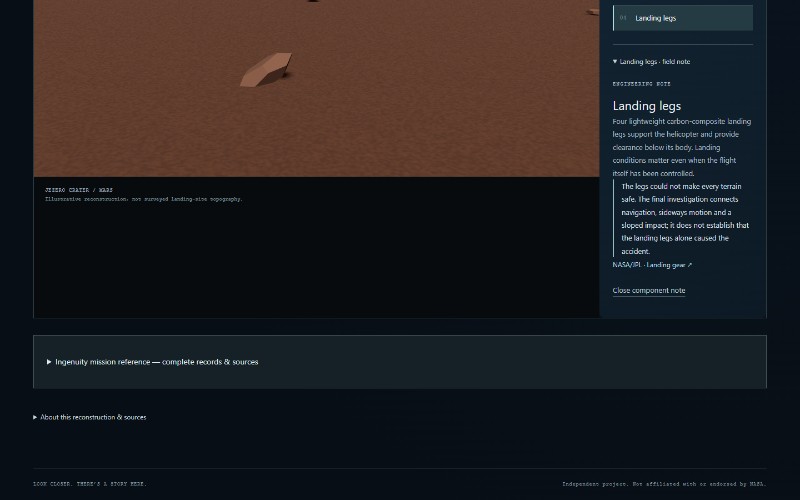 04 Landing legs
▼ Landing legs · field note
ENGINEERING NOTE
Landing legs
Four lightweight carbon-composite landing
legs support the helicopter and provide
clearance below its body. Landing
conditions matter even when the flight
itself has been controlled.
The legs could not make every terrain
safe. The final investigation connects
navigation, sideways motion and a
sloped impact; it does not establish that
the landing legs alone caused the
accident.
NASA/JPL · Landing gear ↗
Close component note
JEZERO CRATER / MARS
Illustrative reconstruction, not surveyed landing-site topography.
▶ Ingenuity mission reference — complete records & sources
▶ About this reconstruction & sources
LOOK CLOSER. THERE'S A STORY HERE.
Independent project. Not affiliated with or endorsed by NASA.